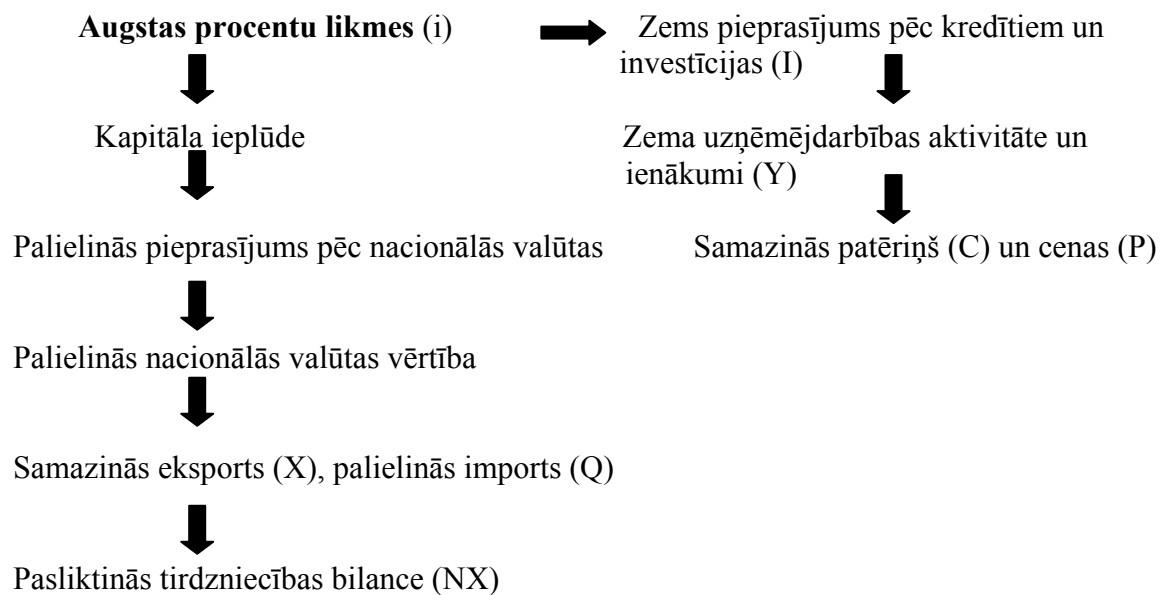 Augstas procentu likmes (i)
Zems pieprasījums pēc kredītiem un
investīcijas (I)
Kapitāla ieplūde
Zema uzņēmējdarbības aktivitāte un
ienākumi (Y)
Palielinās pieprasījums pēc nacionālās valūtas
Samazinās patēriņš (C) un cenas (P)
Palielinās nacionālās valūtas vērtība
Samazinās eksports (X), palielinās imports (Q)
Pasliktinās tirdzniecības bilance (NX)